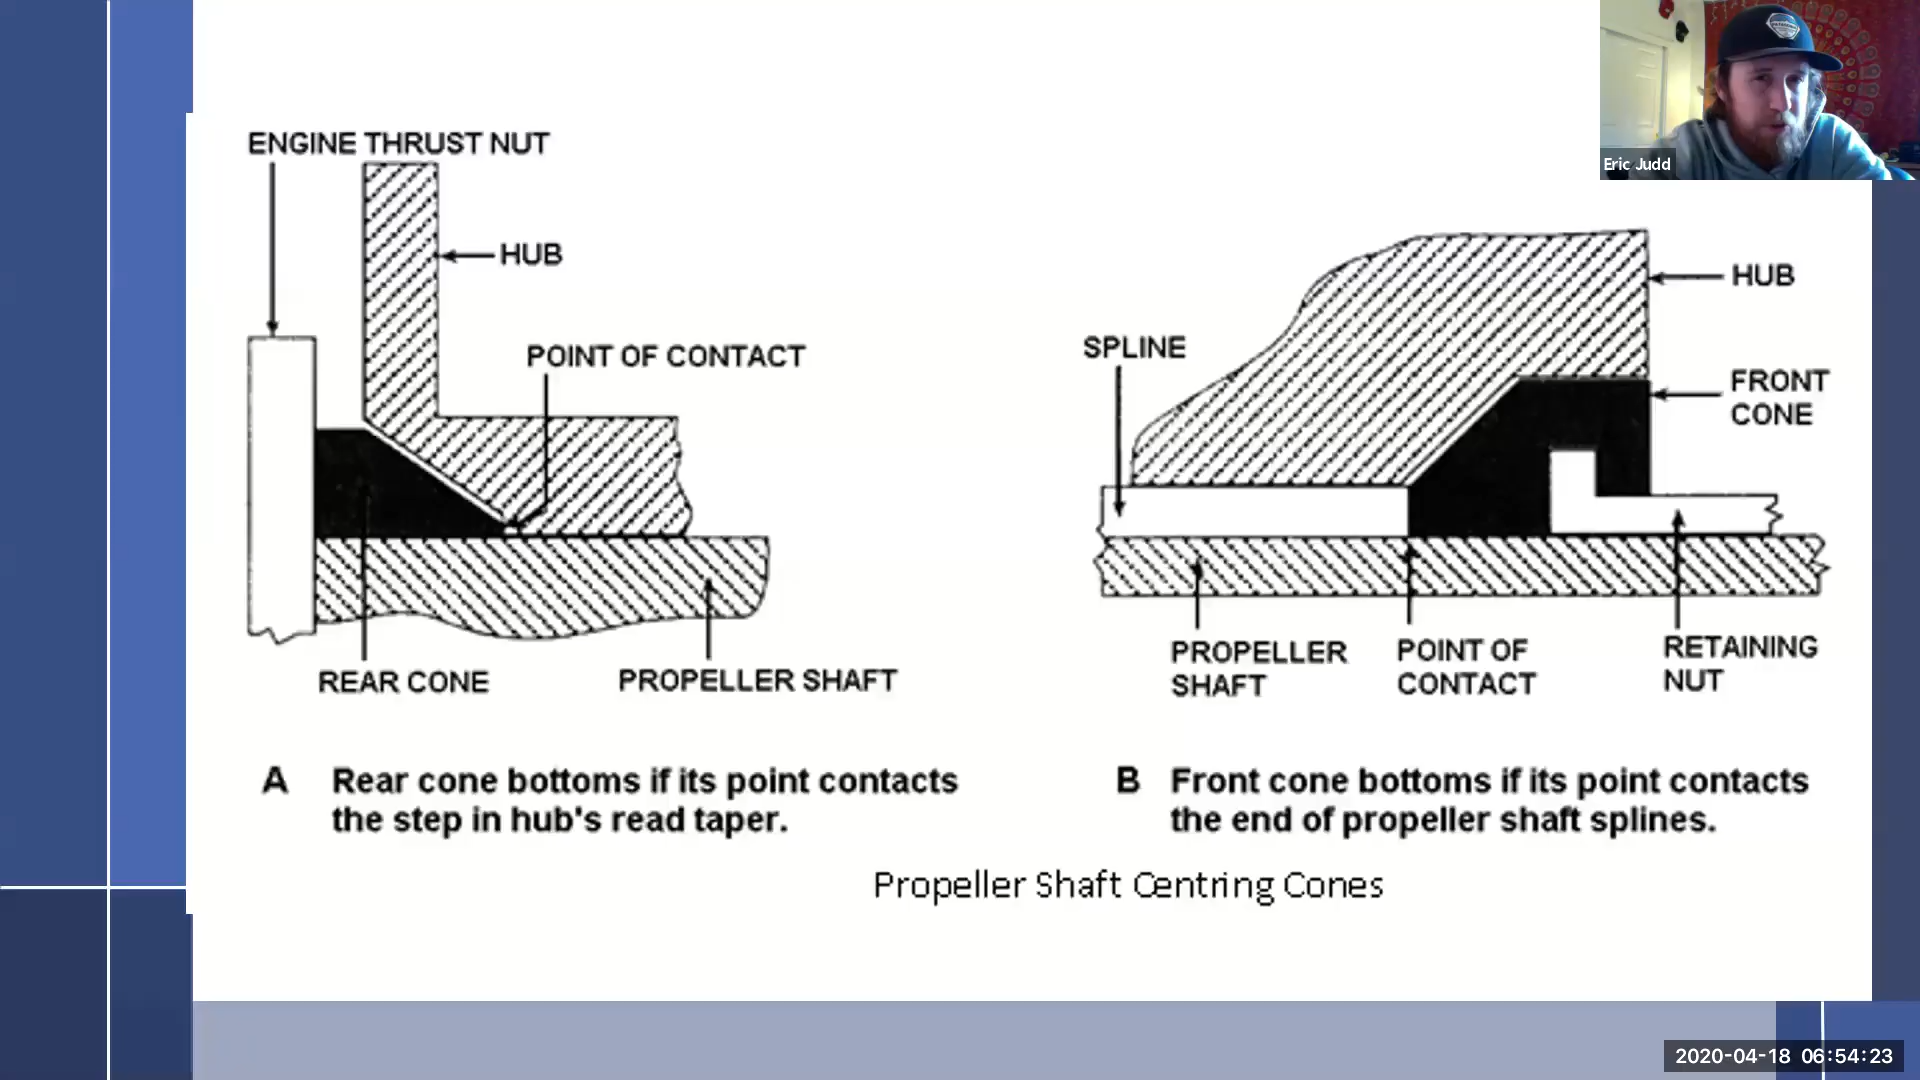 Eric Judd
ENGINE THRUST NUT
HUB
POINT OF CONTACT
REAR CONE
PROPELLER SHAFT
A Rear cone bottoms if its point contacts
the step in hub's read taper.
HUB
SPLINE
FRONT
CONE
PROPELLER
SHAFT
POINT OF
CONTACT
RETAINING
NUT
B Front cone bottoms if its point contacts
the end of propeller shaft splines.
Propeller Shaft Centring Cones
2020-04-18 06:54:23